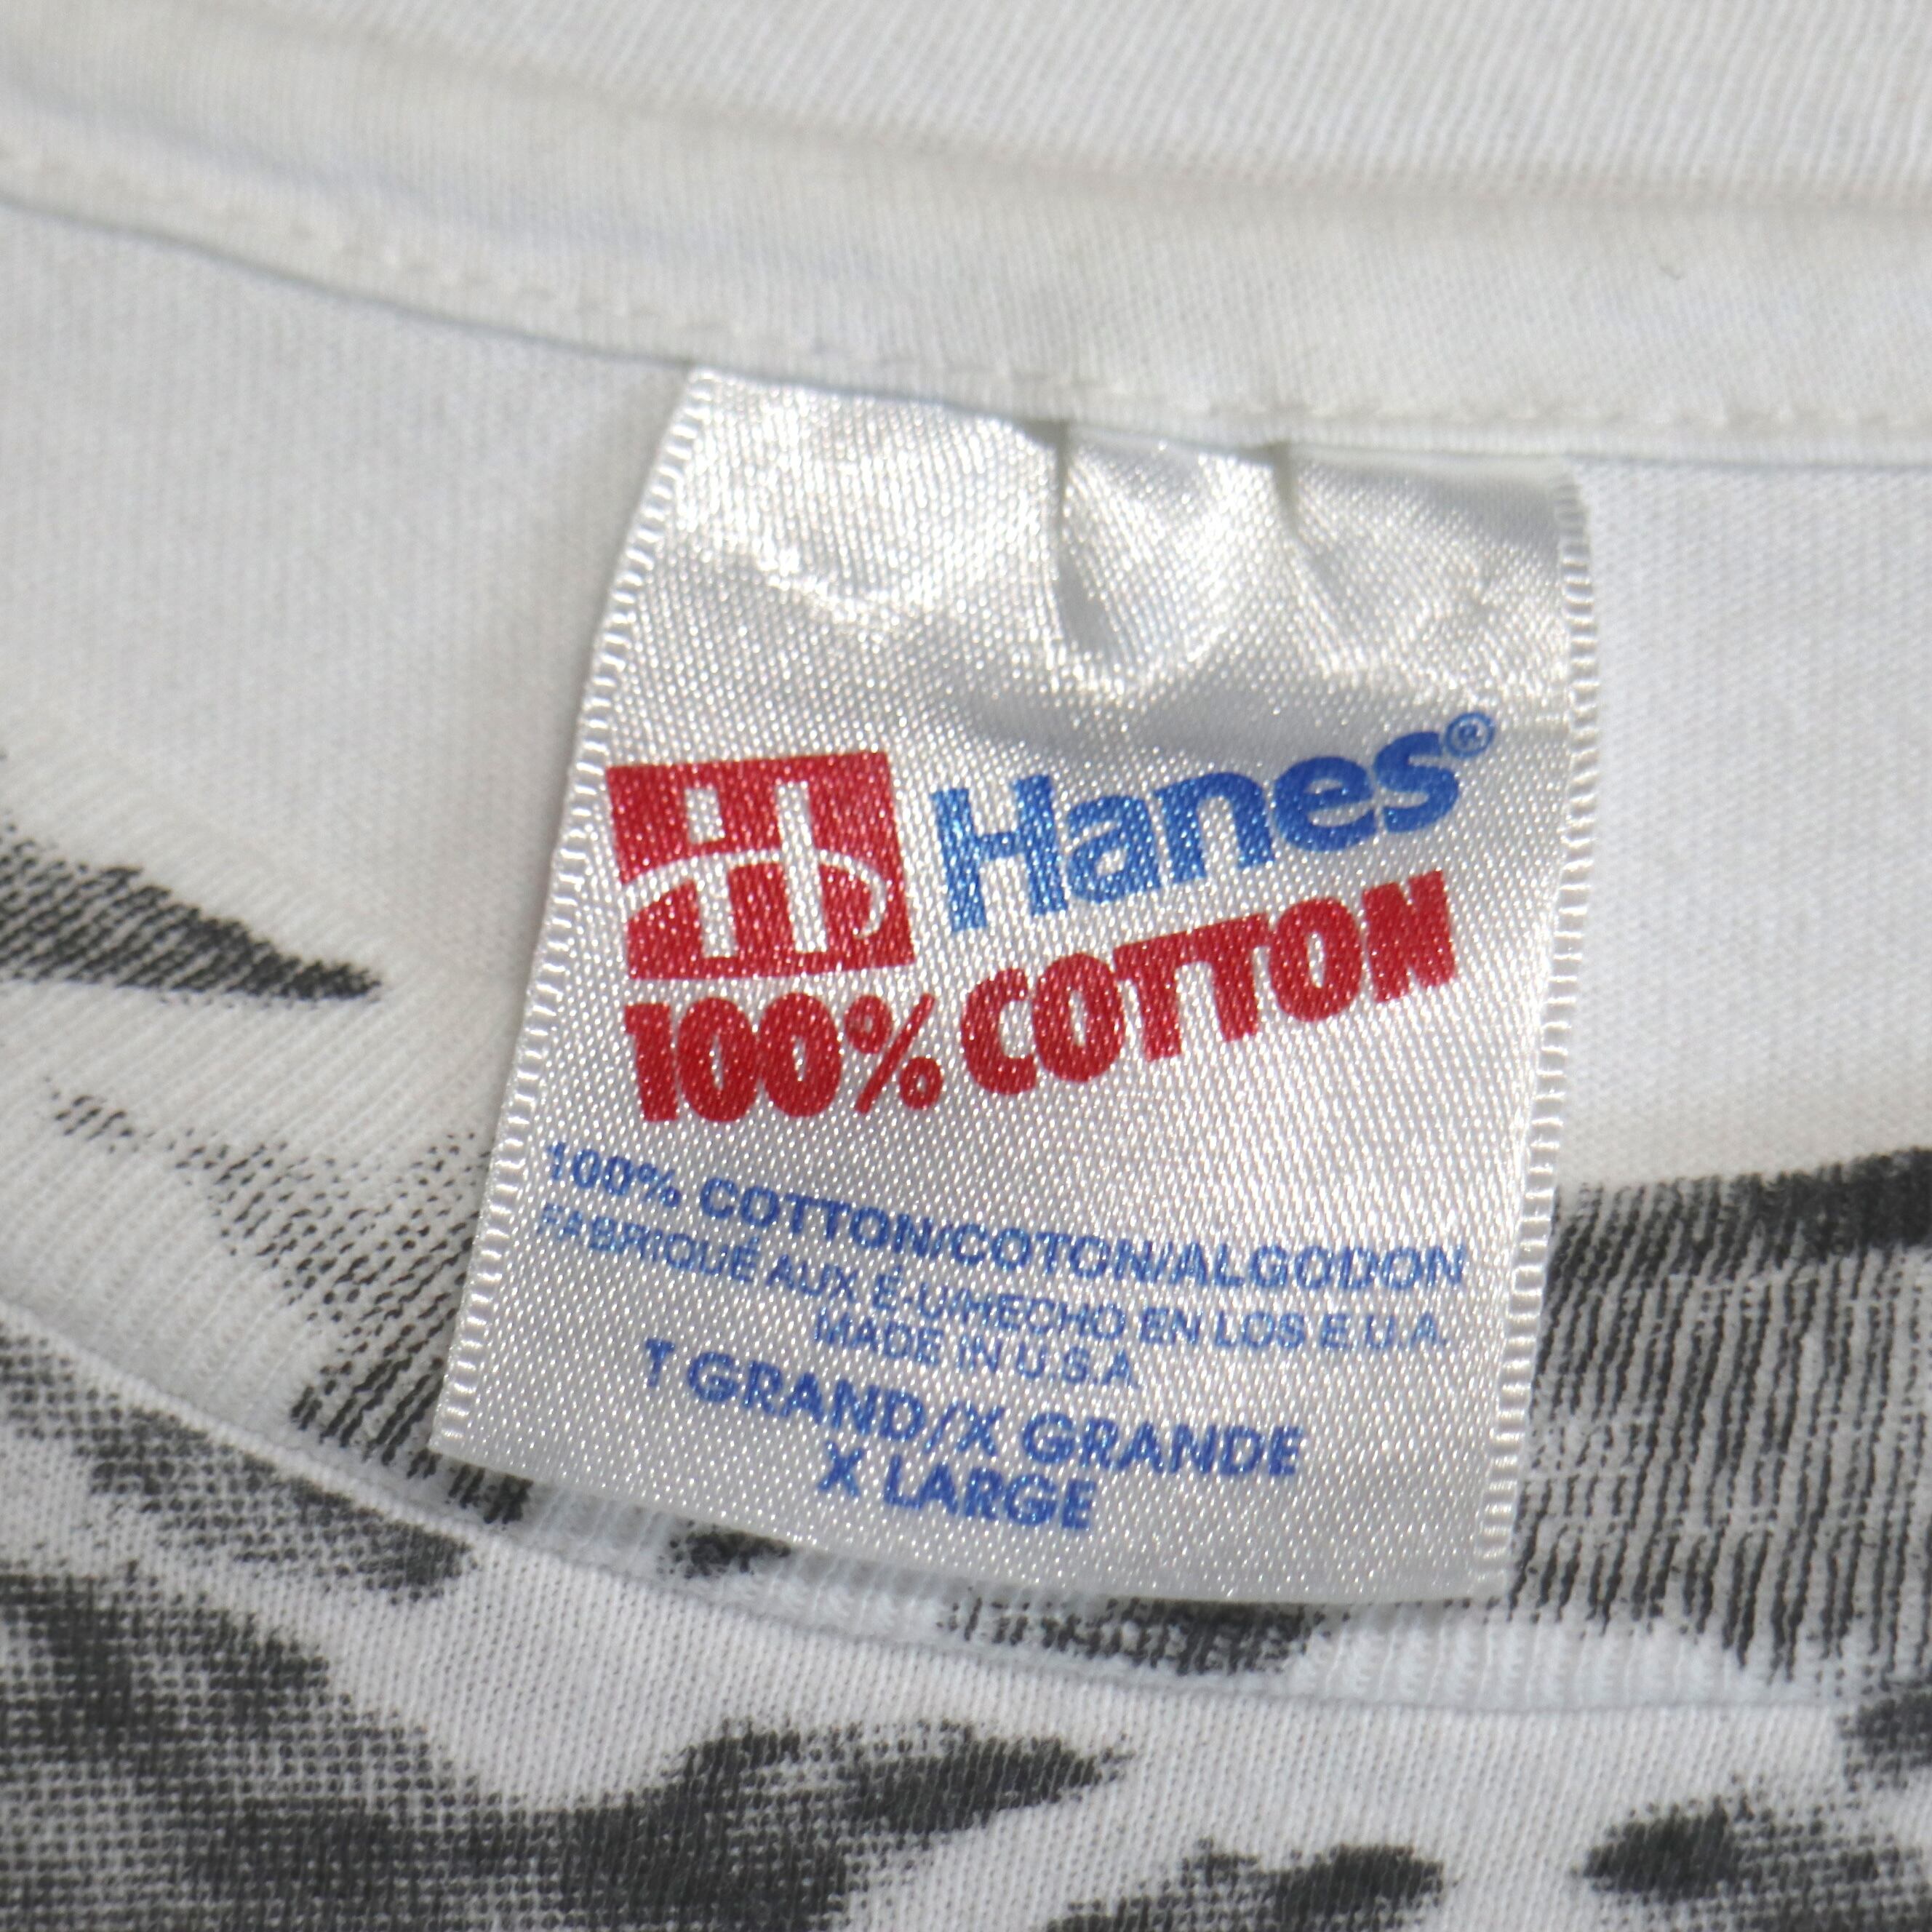 Hanes®
100% COTTON
100% COTTON/COTON/ALGODON
FABRIQUÉ AUX É-U/HECHO EN LOS E.U.A.
MADE IN U.S.A
T GRAND/X GRANDE
X LARGE